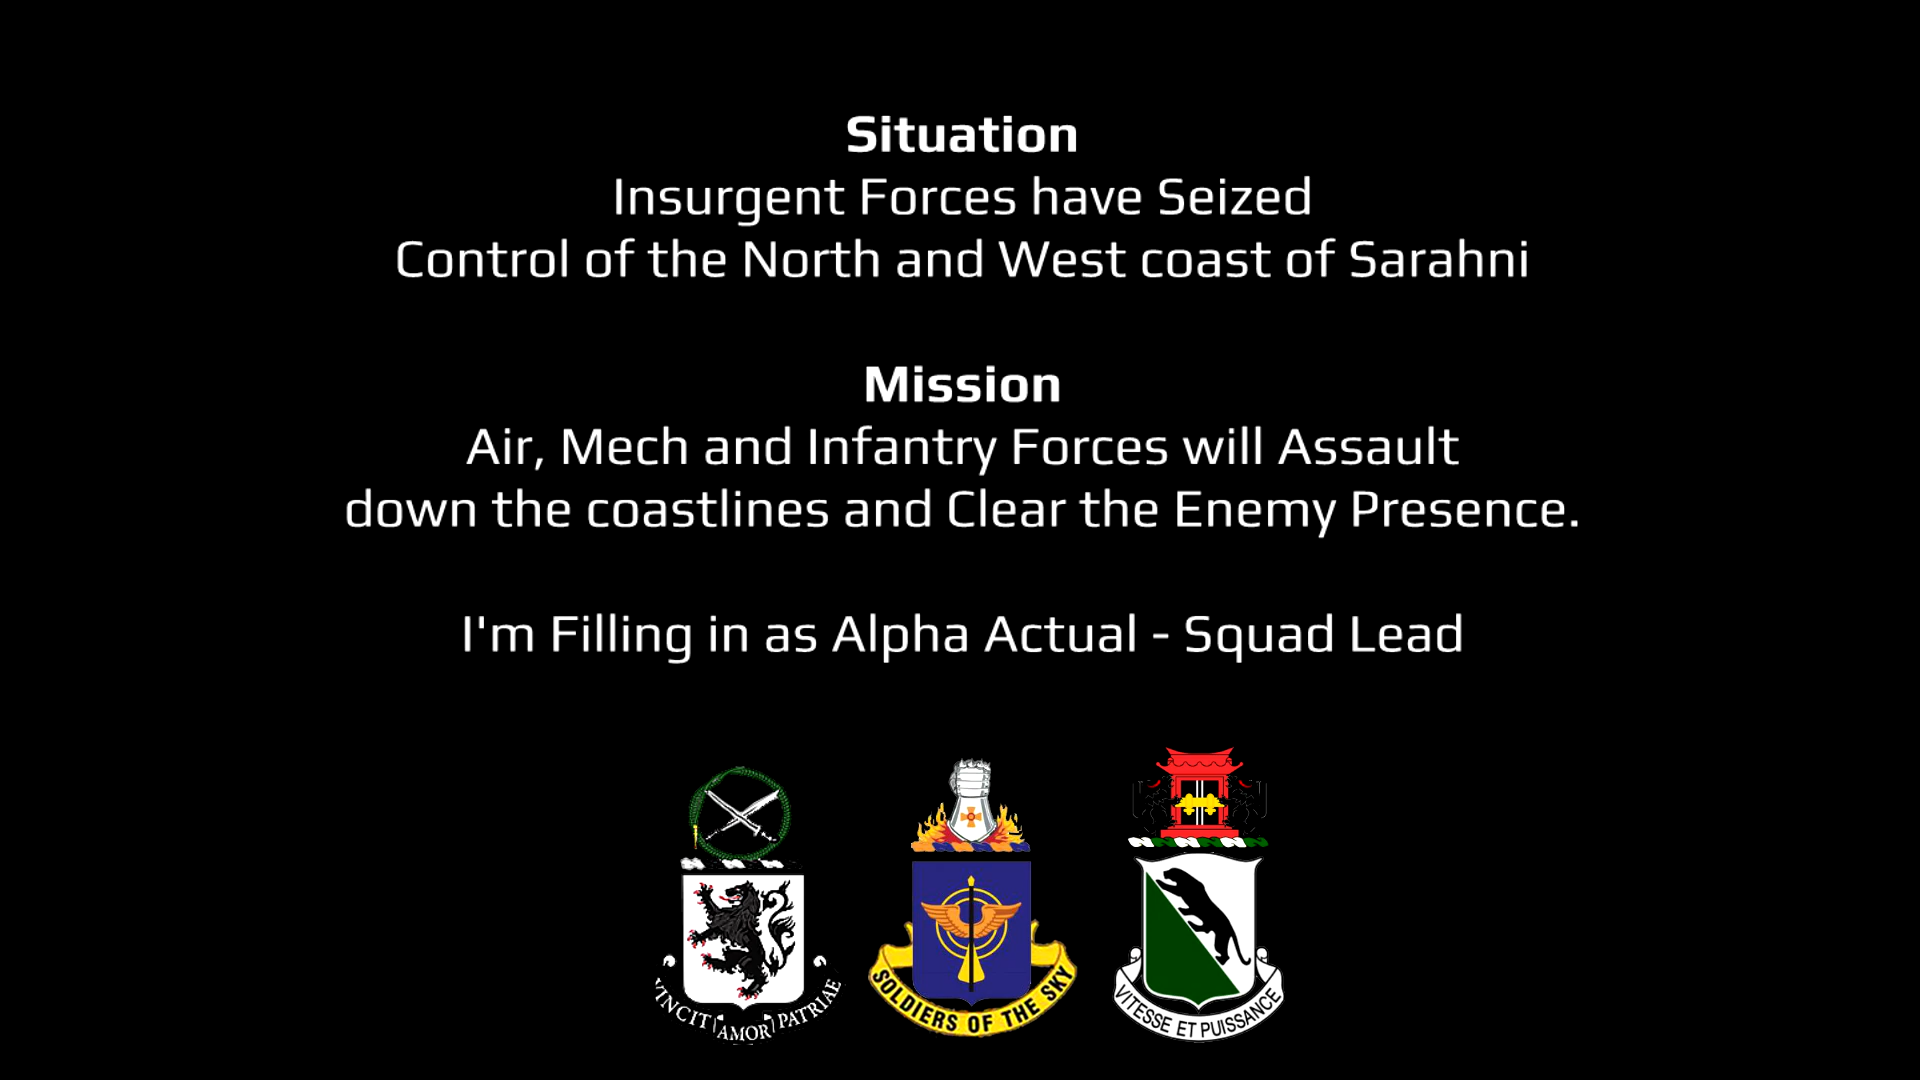 Situation
Insurgent Forces have Seized
Control of the North and West coast of Sarahni
Mission
Air, Mech and Infantry Forces will Assault
down the coastlines and Clear the Enemy Presence.
I'm Filling in as Alpha Actual - Squad Lead
VINCIT AMOR PATRIAE
SOLDIERS OF THE SKY
VITESSE ET PUISSANCE